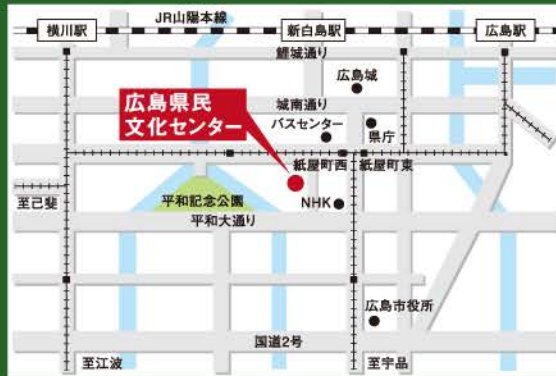 JR山陽本線
横川駅
新白島駅
広島駅
鯉城通り
広島城
広島県民
文化センター
城南通り
バスセンター
県庁
紙屋町西
紙屋町東
至己斐
平和記念公園
NHK
平和大通り
広島市役所
国道2号
至江波
至宇品